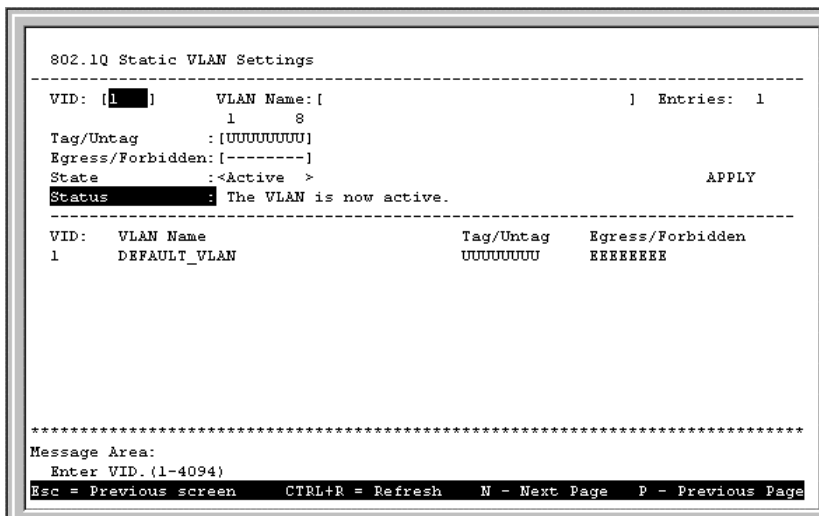 802.1Q Static VLAN Settings
--------------------------------------------------------------------------------
VID: [1   ]      VLAN Name:[                                ]  Entries:  1
1      8
Tag/Untag       :[UUUUUUUU]
Egress/Forbidden:[--------]
State           :<Active  >                                         APPLY
Status          : The VLAN is now active.
--------------------------------------------------------------------------------
VID:   VLAN Name                          Tag/Untag    Egress/Forbidden
1      DEFAULT_VLAN                       UUUUUUUU     EEEEEEEE
********************************************************************************
Message Area:
Enter VID.(1-4094)
Esc = Previous screen     CTRL+R = Refresh    N - Next Page   P - Previous Page